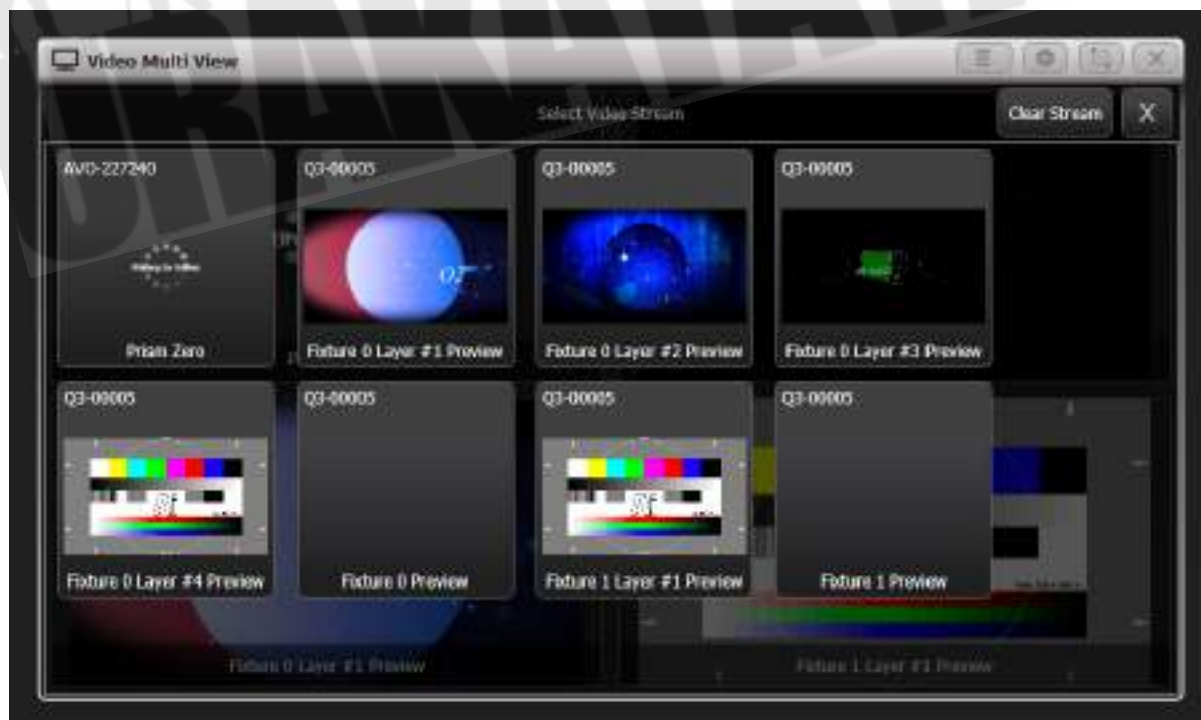 Video Multi View
Select Video Stream
Clear Stream
X
AVO-227240
Q3-00005
Q3-00005
Q3-00005
Prism Zero
Fixture 0 Layer #1 Preview
Fixture 0 Layer #2 Preview
Fixture 0 Layer #3 Preview
Q3-00005
Q3-00005
Q3-00005
Q3-00005
Fixture 0 Layer #4 Preview
Fixture 0 Preview
Fixture 1 Layer #1 Preview
Fixture 1 Preview
Fixture 0 Layer #1 Preview
Fixture 1 Layer #1 Preview